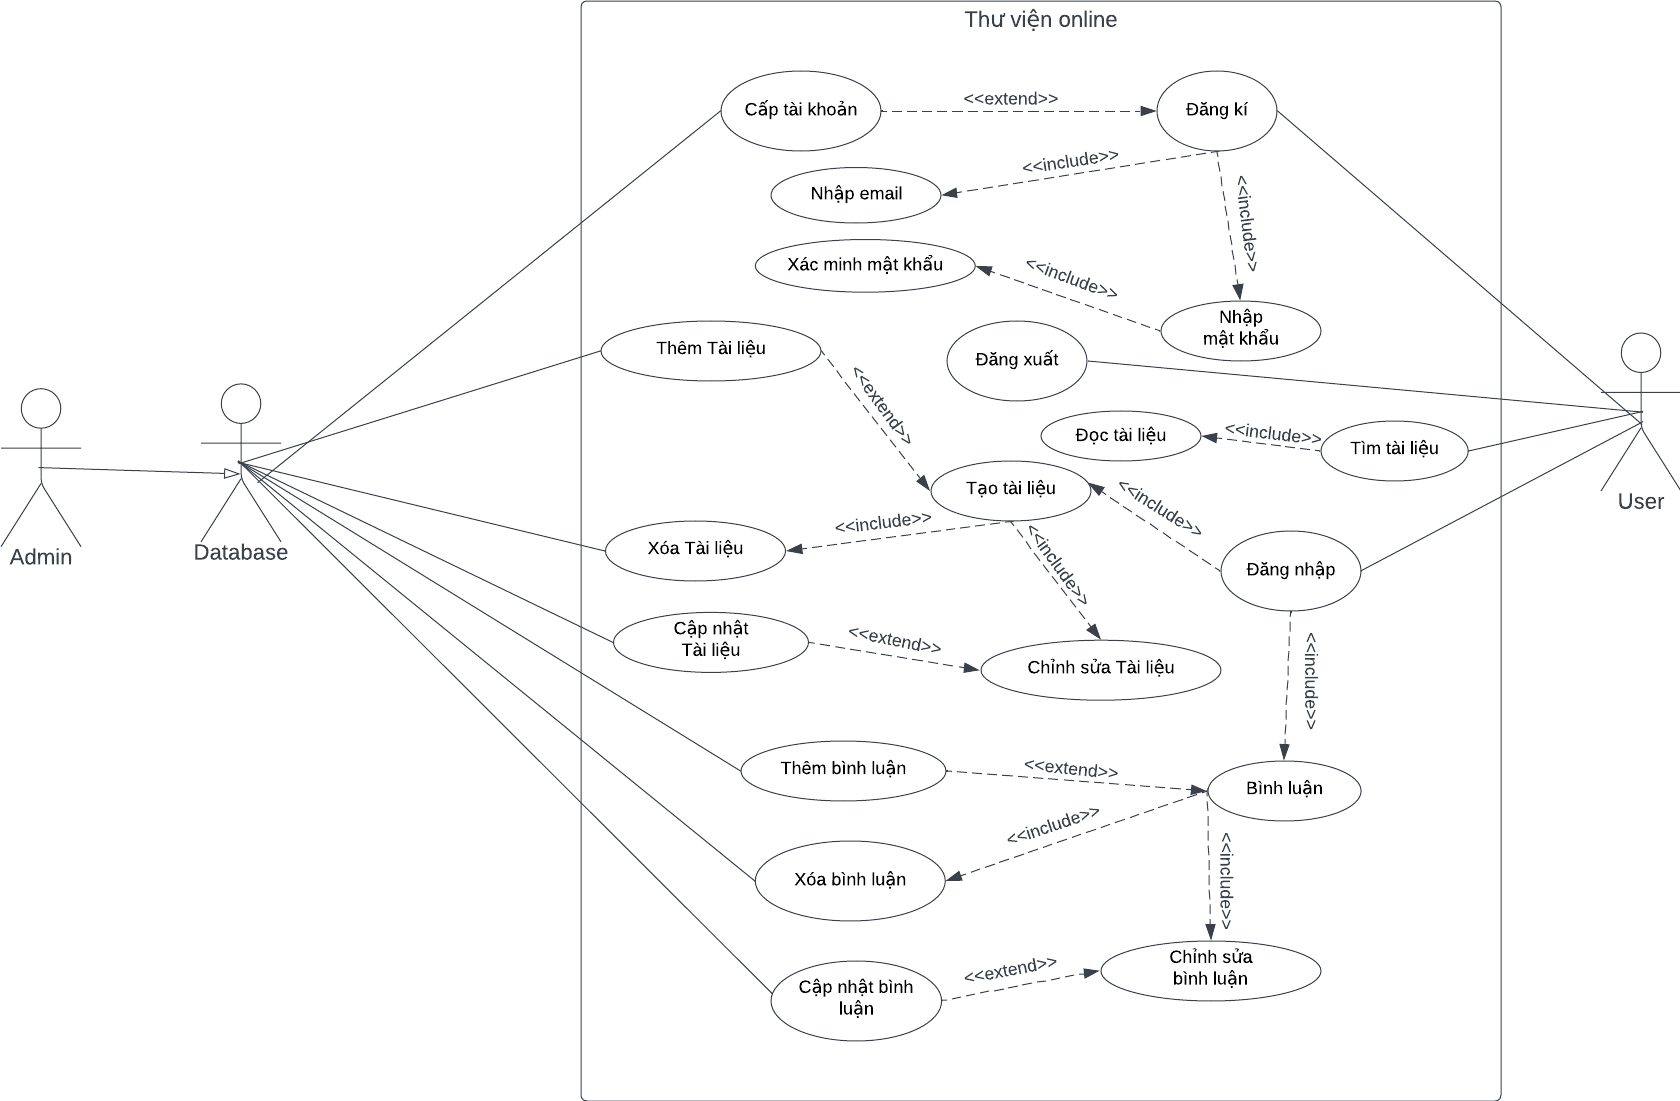 Thư viện online
Cấp tài khoản
<<extend>>
Đăng kí
<<include>>
Nhập email
<<include>>
Xác minh mật khẩu
<<include>>
Nhập
mật khẩu
Thêm Tài liệu
Đăng xuất
<<extend>>
Đọc tài liệu
<<include>>
Tìm tài liệu
Tạo tài liệu
<<include>>
User
Admin
Database
Xóa Tài liệu
<<include>>
<<include>>
Đăng nhập
Cập nhật
Tài liệu
<<extend>>
Chỉnh sửa Tài liệu
<<include>>
Thêm bình luận
<<extend>>
Bình luận
<<include>>
Xóa bình luận
<<include>>
Cập nhật bình
luận
<<extend>>
Chỉnh sửa
bình luận